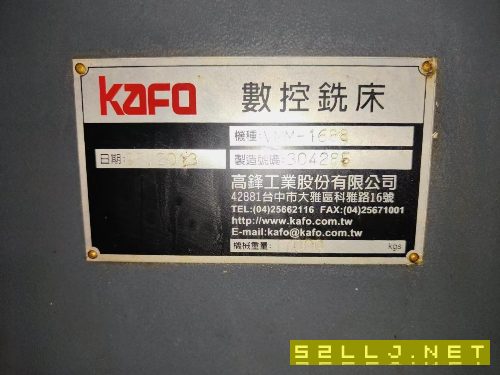 KAFO 數控銑床
機種:
日期: 製造號碼:
高鋒工業股份有限公司
42881台中市大雅區科雅路16號
TEL:(04)25662116 FAX:(04)25671001
http://www.kafo.com.tw
E-mail:kafo@kafo.com.tw
機械重量: kgs
52LLJ.NET